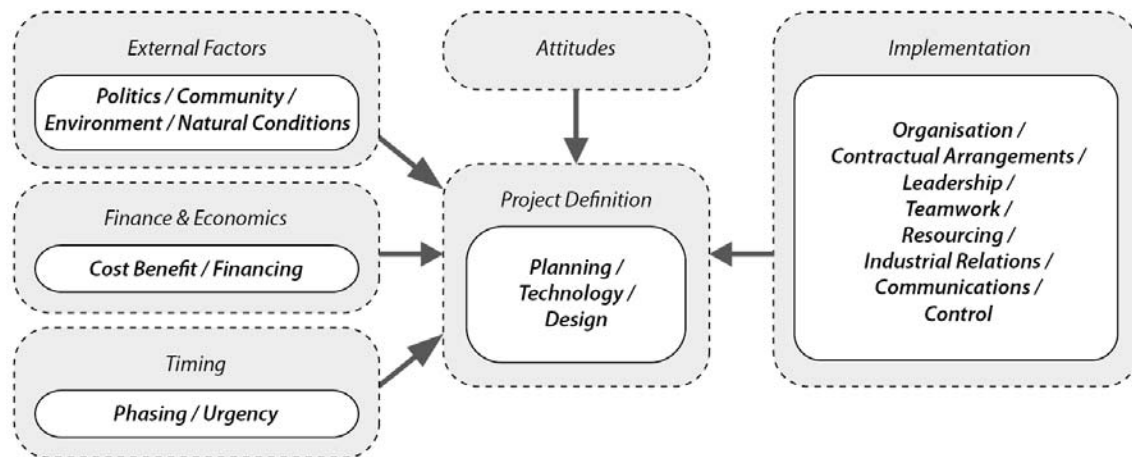 External Factors
Politics / Community /
Environment / Natural Conditions
Finance & Economics
Cost Benefit / Financing
Timing
Phasing / Urgency
Attitudes
Project Definition
Planning /
Technology /
Design
Implementation
Organisation /
Contractual Arrangements /
Leadership /
Teamwork /
Resourcing /
Industrial Relations /
Communications /
Control